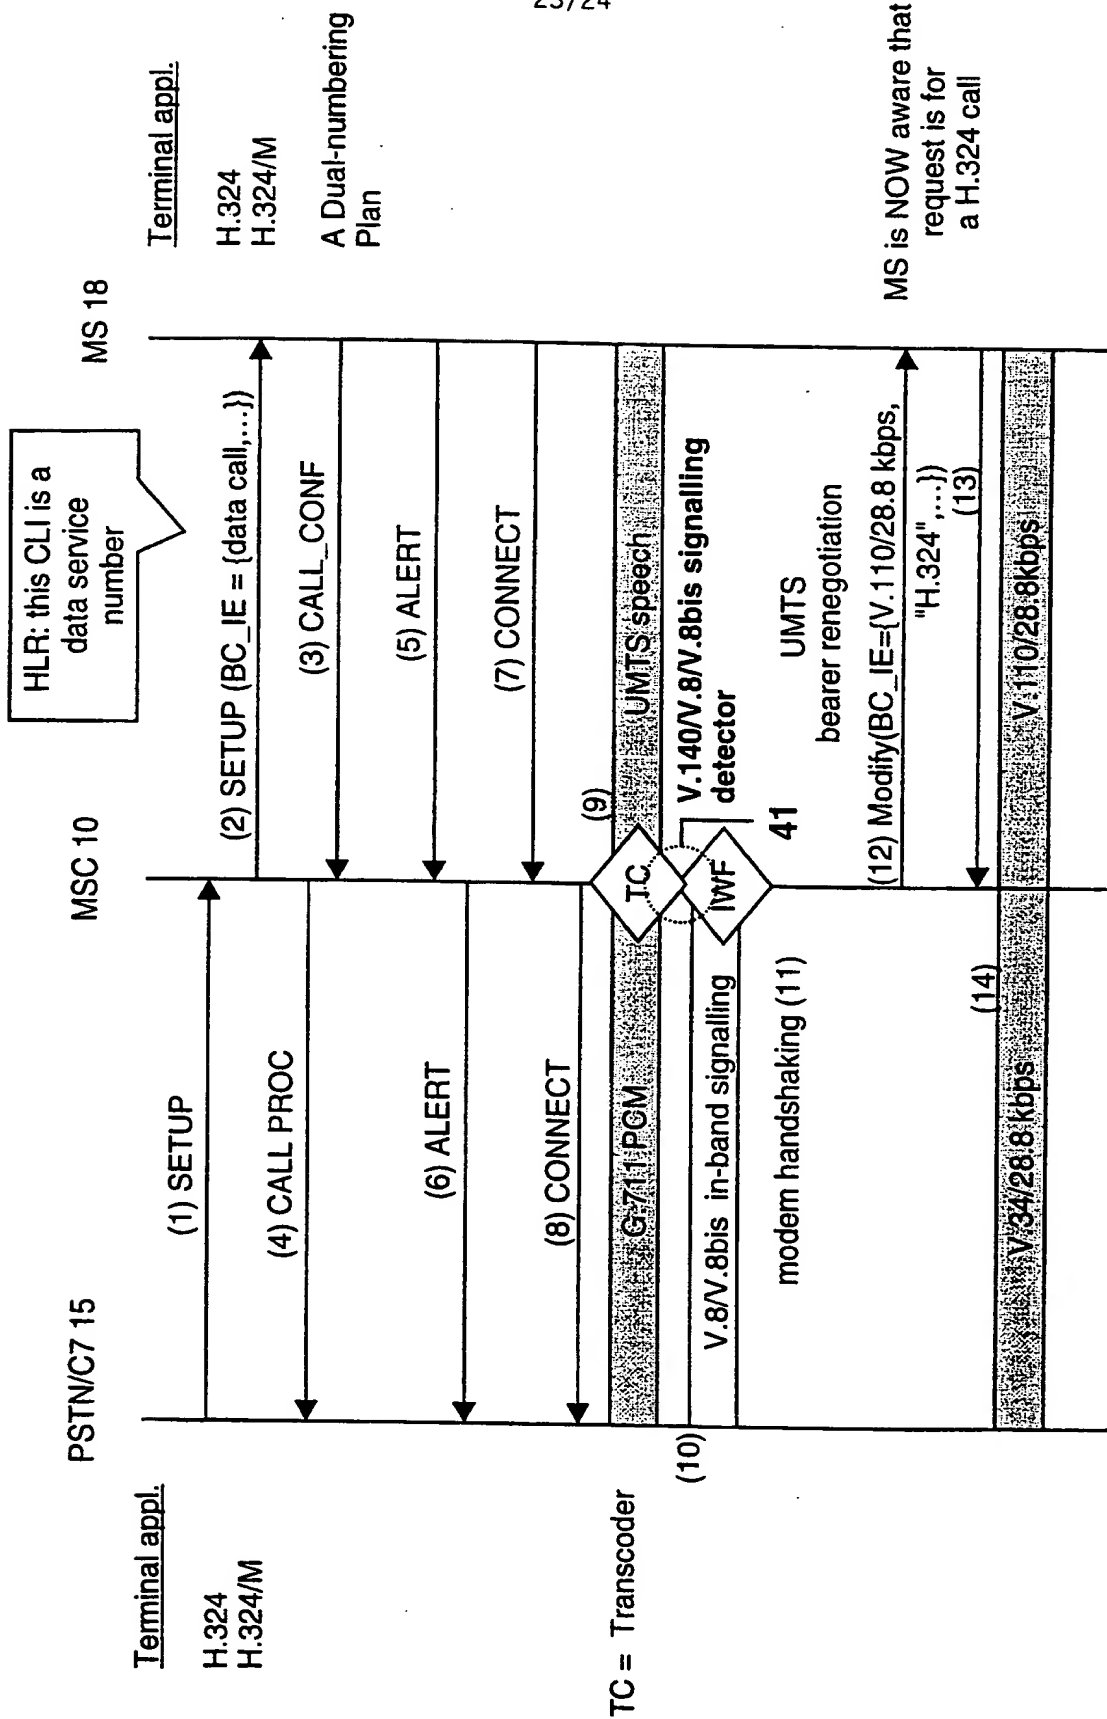 23/24
Terminal appl.
H.324
H.324/M
PSTN/C7 15
MSC 10
HLR: this CLI is a
data service
number
MS 18
Terminal appl.
H.324
H.324/M
A Dual-numbering
Plan
(1) SETUP
(2) SETUP (BC_IE = {data call,...})
(3) CALL_CONF
(4) CALL PROC
(5) ALERT
(6) ALERT
(7) CONNECT
(8) CONNECT
(9)
G.711 PCM
TC
UMTS speech
(10)
V.8/V.8bis in-band signalling
IWF
V.140/V.8/V.8bis signalling
detector
41
modem handshaking (11)
UMTS
bearer renegotiation
(12) Modify(BC_IE={V.110/28.8 kbps,
"H.324",...})
MS is NOW aware that
request is for
a H.324 call
(13)
(14)
V.34/28.8 kbps
V.110/28.8kbps
TC = Transcoder